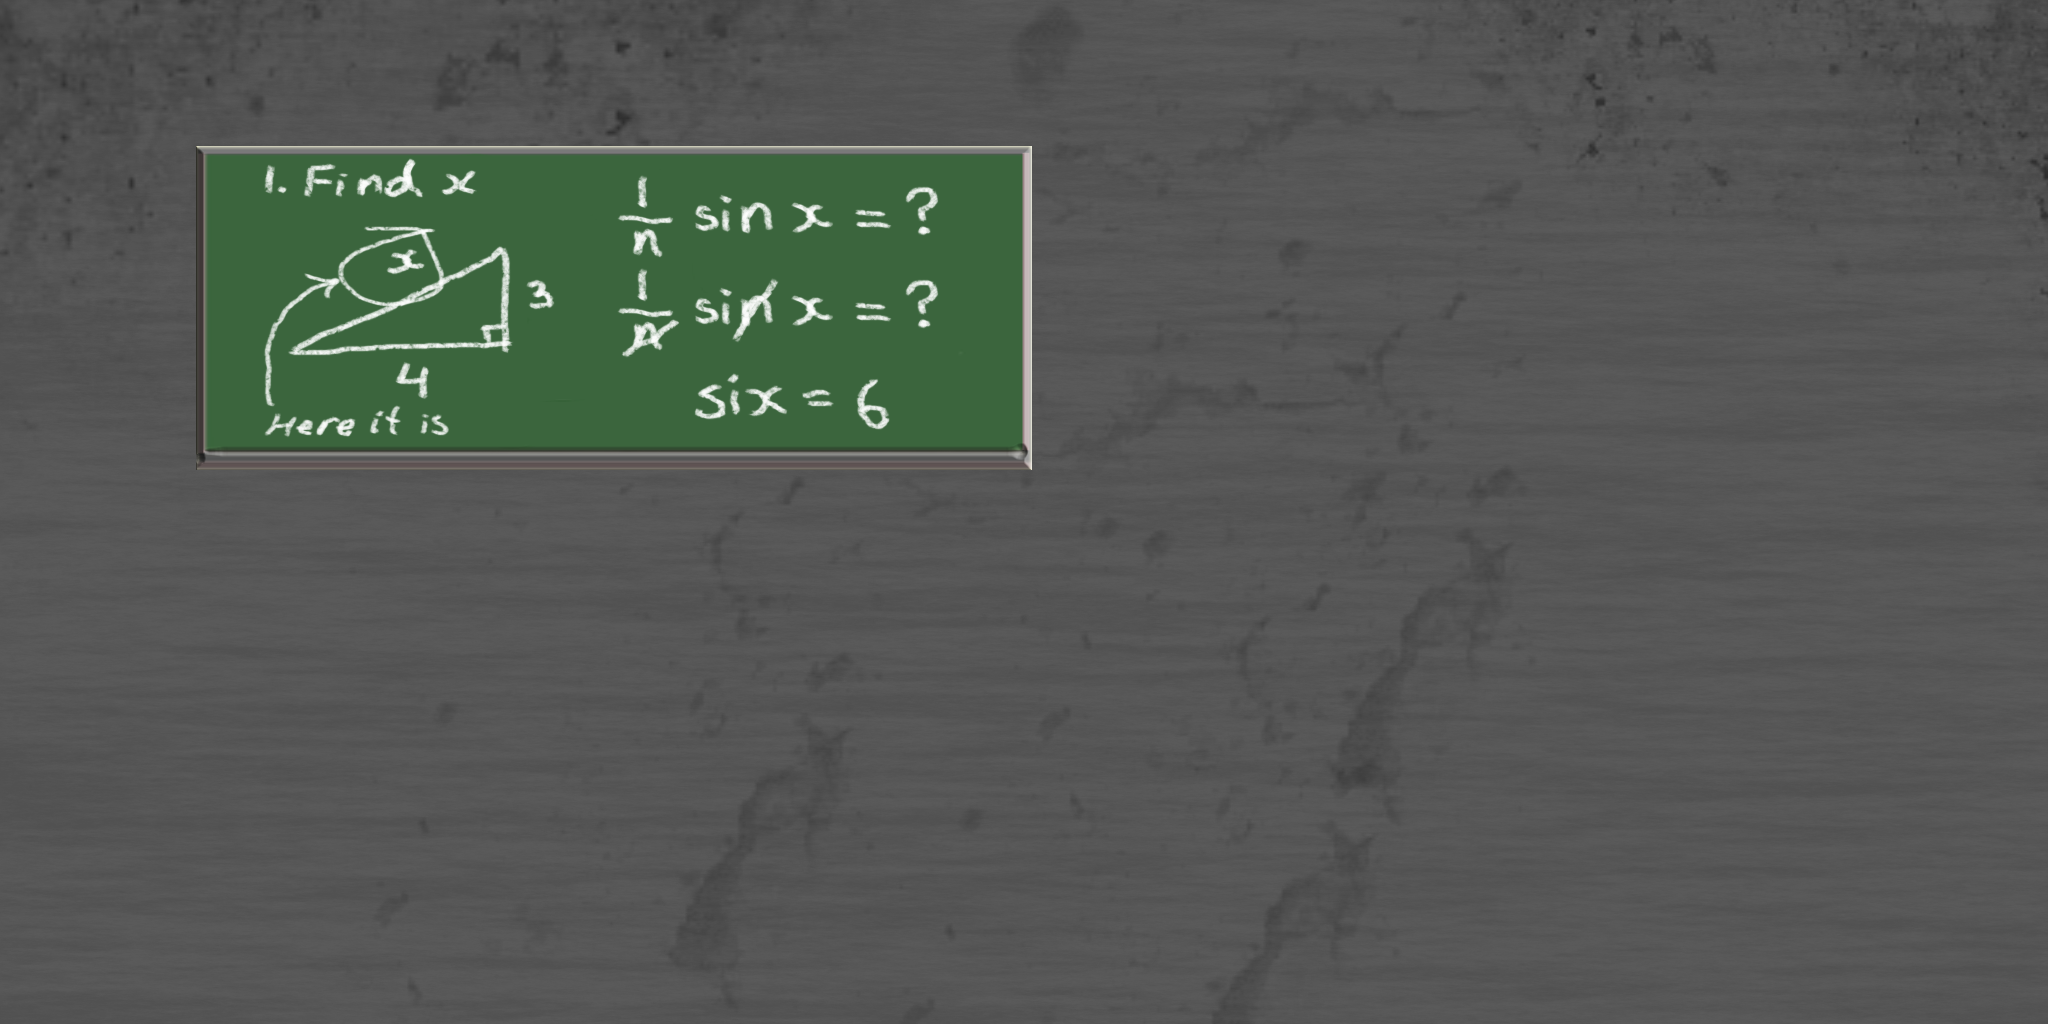 1. Find x
x
3
4
Here it is
1/n sin x = ?
1/n sin x = ?
six = 6